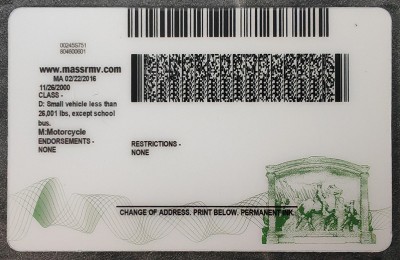 002455751
804600601
www.massrmv.com
MA 02/22/2016
11/26/2000
CLASS -
D: Small vehicle less than
26,001 lbs, except school
bus.
M:Motorcycle
ENDORSEMENTS -
NONE
RESTRICTIONS -
NONE
CHANGE OF ADDRESS. PRINT BELOW. PERMANENT INK.